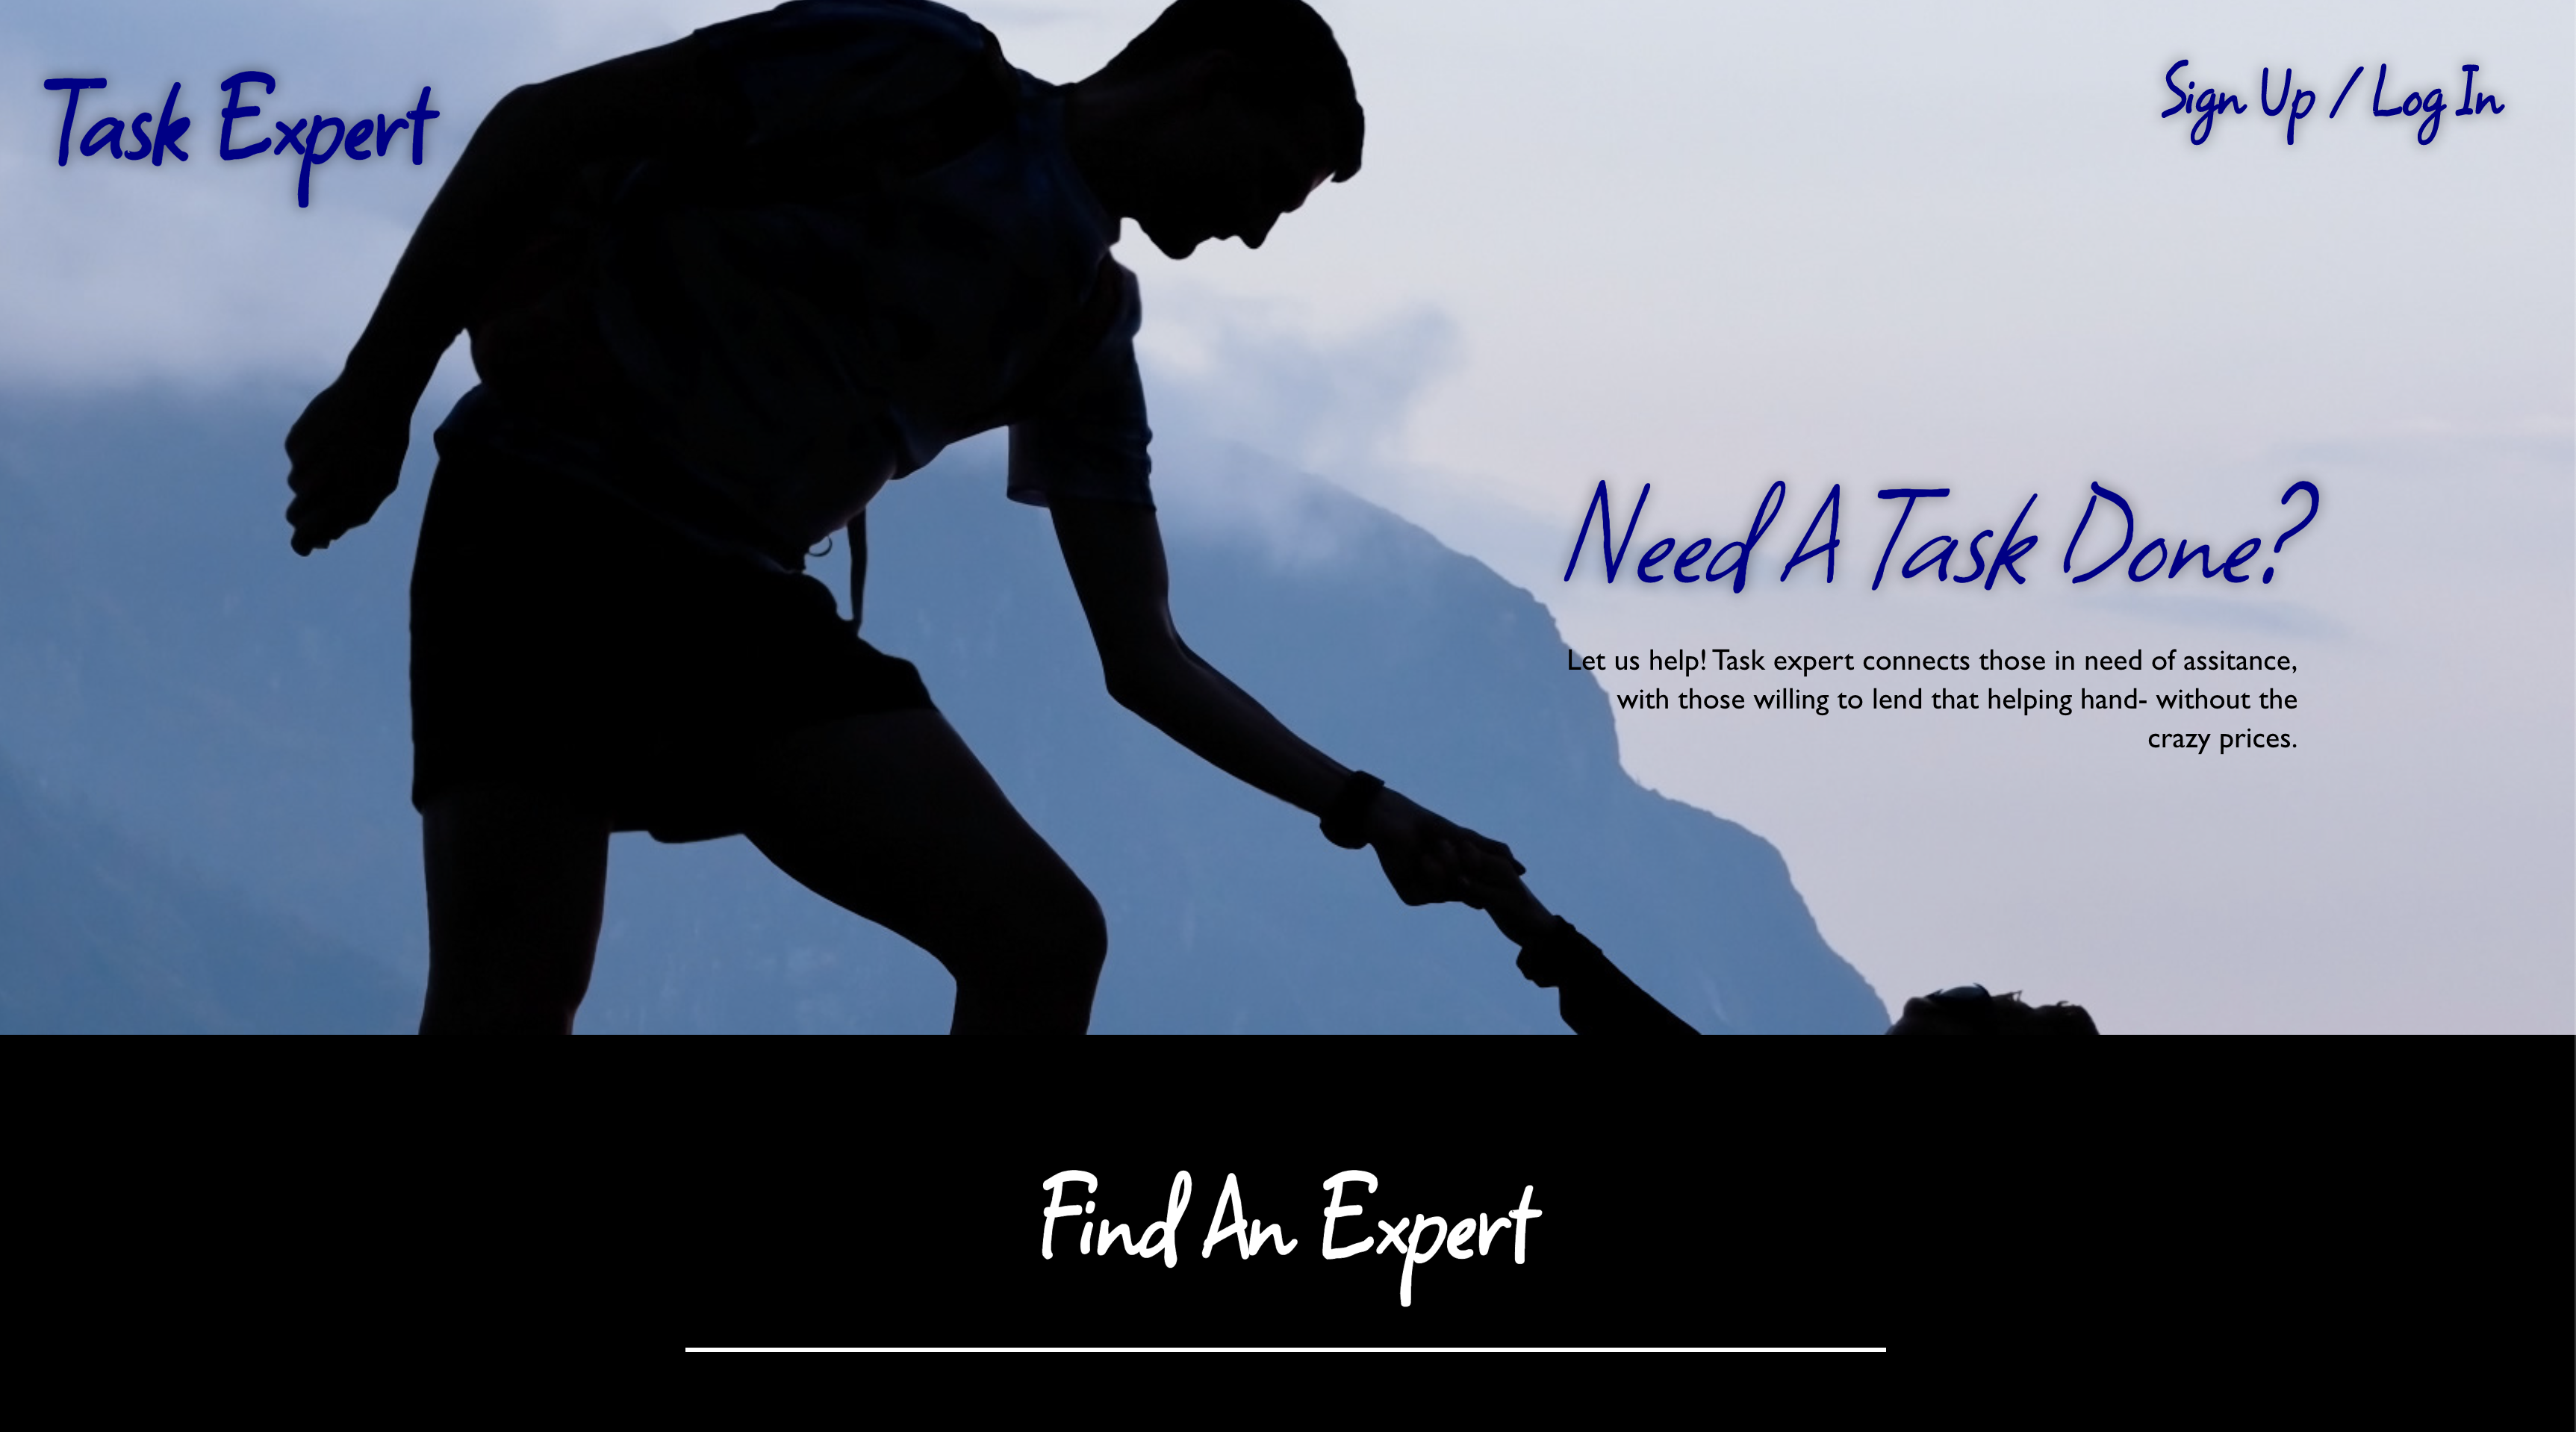 Task Expert
Sign Up / Log In
Need A Task Done?
Let us help! Task expert connects those in need of assitance,
with those willing to lend that helping hand- without the
crazy prices.
Find An Expert